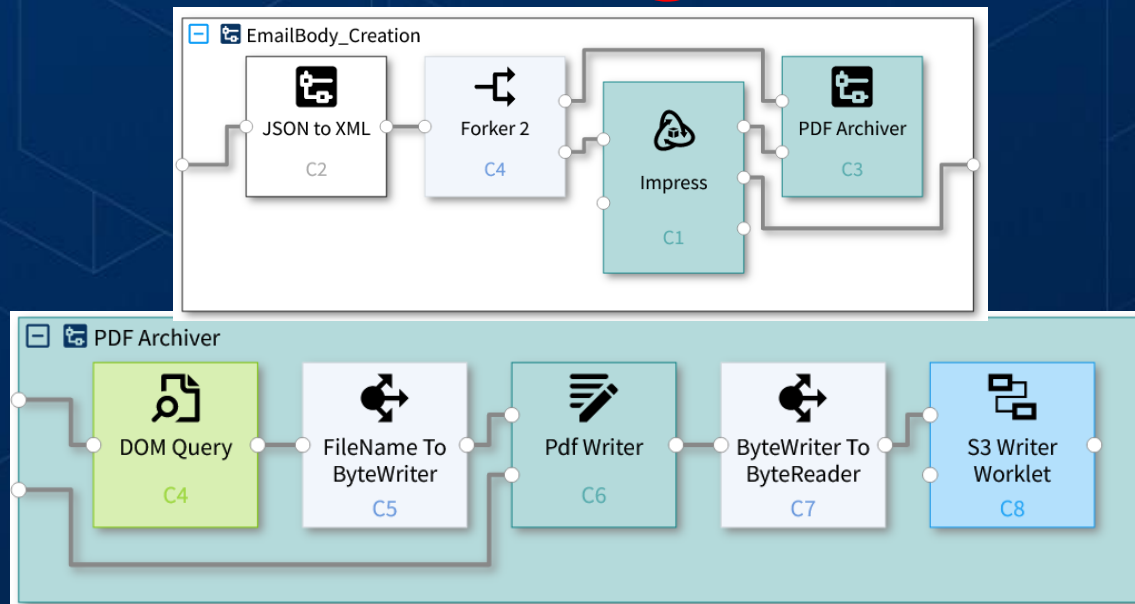 EmailBody_Creation
JSON to XML
C2
Forker 2
C4
Impress
C1
PDF Archiver
C3
PDF Archiver
DOM Query
C4
FileName To
ByteWriter
C5
Pdf Writer
C6
ByteWriter To
ByteReader
C7
S3 Writer
Worklet
C8